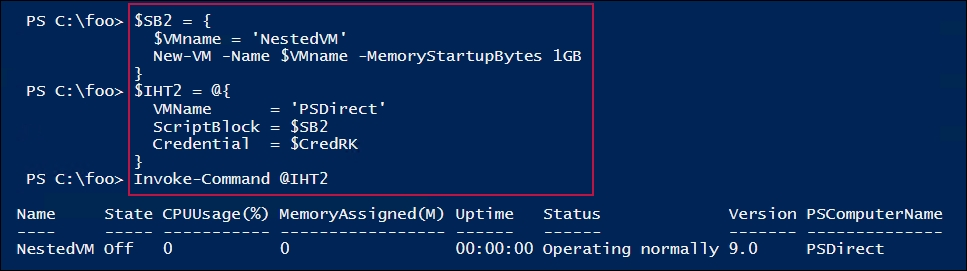 PS C:\foo> $SB2 = {
$VMname = 'NestedVM'
New-VM -Name $VMname -MemoryStartupBytes 1GB
}
PS C:\foo> $IHT2 = @{
VMName      = 'PSDirect'
ScriptBlock = $SB2
Credential  = $CredRK
}
PS C:\foo> Invoke-Command @IHT2
Name     State CPUUsage(%) MemoryAssigned(M) Uptime   Status             Version PSComputerName
----     ----- ----------- ----------------- ------   ------             ------- --------------
NestedVM Off   0           0                 00:00:00 Operating normally 9.0     PSDirect